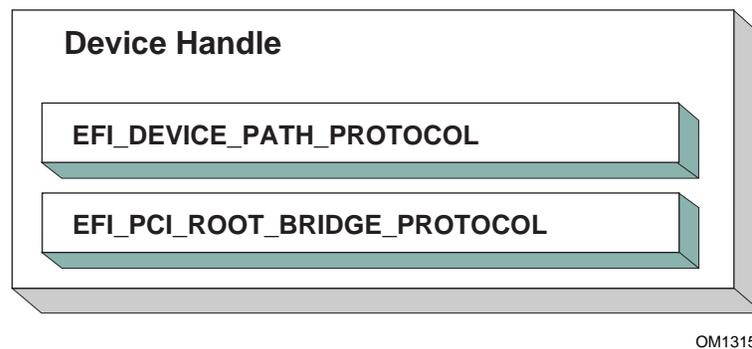 Device Handle
EFI_DEVICE_PATH_PROTOCOL
EFI_PCI_ROOT_BRIDGE_PROTOCOL
OM1315